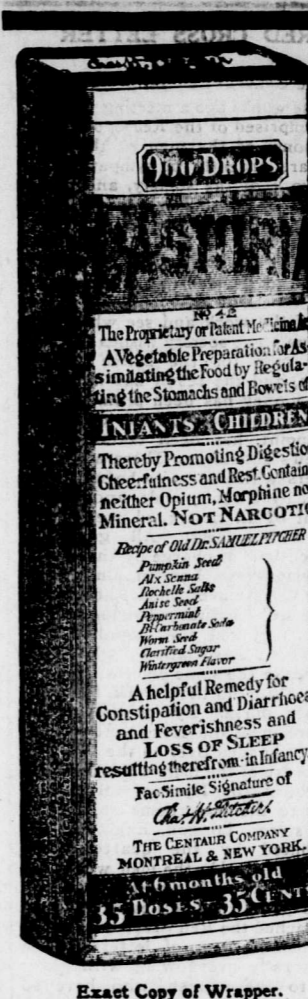 900 DROPS
The Proprietary or Patent Medicine Act
A Vegetable Preparation for As-
similating the Food by Regula-
ting the Stomachs and Bowels of
INFANTS CHILDREN
Thereby Promoting Digestion
Cheerfulness and Rest. Contain
neither Opium, Morphine no
Mineral. NOT NARCOTI
Recipe of Old Dr. SAMUEL PITCHER
Pumpkin Seed
Alx Senna
Rochelle Salts
Anise Seed
Peppermint
Bi Carbonate Soda
Worm Seed
Clarified Sugar
Wintergreen Flavor
A helpful Remedy for
Constipation and Diarrhoea
and Feverishness and
LOSS OF SLEEP
resulting therefrom in Infancy
Fac Simile Signature of
Chas. H. Fletcher.
THE CENTAUR COMPANY
MONTREAL & NEW YORK.
At 6 months old
35 DOSES - 35 CENT
Exact Copy of Wrapper.